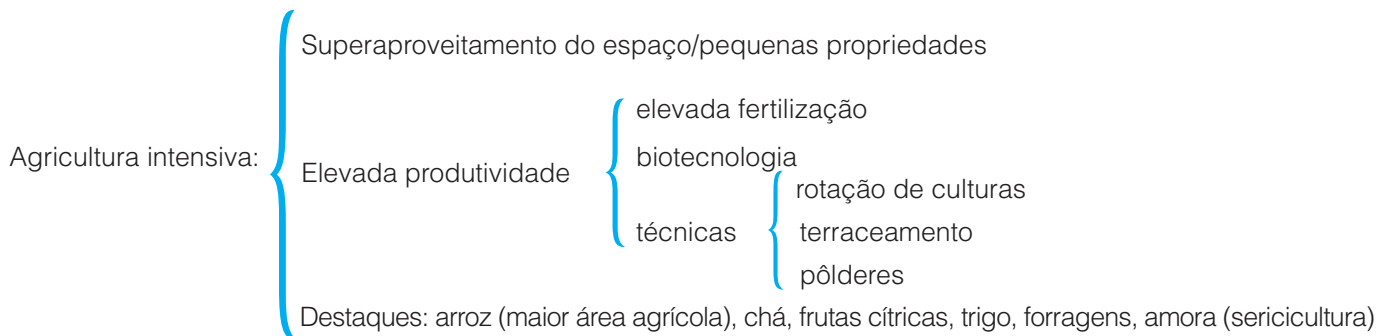 Superaproveitamento do espaço/pequenas propriedades
Agricultura intensiva:
Elevada produtividade
elevada fertilização
biotecnologia
técnicas
rotação de culturas
terraceamento
pôlderes
Destaques: arroz (maior área agrícola), chá, frutas cítricas, trigo, forragens, amora (sericicultura)